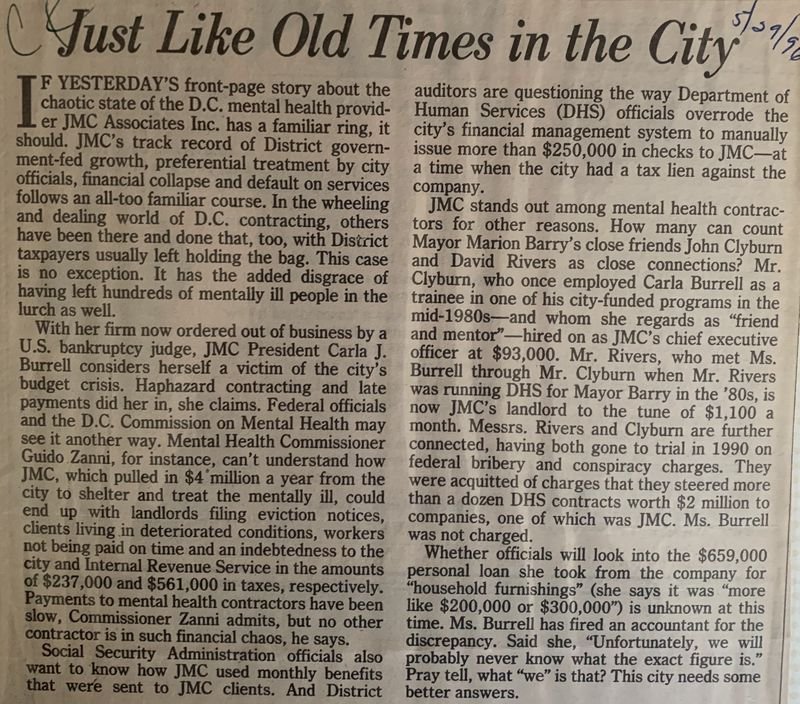 Just Like Old Times in the City
5/29/96
IF YESTERDAY'S front-page story about the
chaotic state of the D.C. mental health provid-
er JMC Associates Inc. has a familiar ring, it
should. JMC's track record of District govern-
ment-fed growth, preferential treatment by city
officials, financial collapse and default on services
follows an all-too familiar course. In the wheeling
and dealing world of D.C. contracting, others
have been there and done that, too, with District
taxpayers usually left holding the bag. This case
is no exception. It has the added disgrace of
having left hundreds of mentally ill people in the
lurch as well.
With her firm now ordered out of business by a
U.S. bankruptcy judge, JMC President Carla J.
Burrell considers herself a victim of the city's
budget crisis. Haphazard contracting and late
payments did her in, she claims. Federal officials
and the D.C. Commission on Mental Health may
see it another way. Mental Health Commissioner
Guido Zanni, for instance, can't understand how
JMC, which pulled in $4 million a year from the
city to shelter and treat the mentally ill, could
end up with landlords filing eviction notices,
clients living in deteriorated conditions, workers
not being paid on time and an indebtedness to the
city and Internal Revenue Service in the amounts
of $237,000 and $561,000 in taxes, respectively.
Payments to mental health contractors have been
slow, Commissioner Zanni admits, but no other
contractor is in such financial chaos, he says.
Social Security Administration officials also
want to know how JMC used monthly benefits
that were sent to JMC clients. And District
auditors are questioning the way Department of
Human Services (DHS) officials overrode the
city's financial management system to manually
issue more than $250,000 in checks to JMC—at
a time when the city had a tax lien against the
company.
JMC stands out among mental health contrac-
tors for other reasons. How many can count
Mayor Marion Barry's close friends John Clyburn
and David Rivers as close connections? Mr.
Clyburn, who once employed Carla Burrell as a
trainee in one of his city-funded programs in the
mid-1980s—and whom she regards as "friend
and mentor"—hired on as JMC's chief executive
officer at $93,000. Mr. Rivers, who met Ms.
Burrell through Mr. Clyburn when Mr. Rivers
was running DHS for Mayor Barry in the '80s, is
now JMC's landlord to the tune of $1,100 a
month. Messrs. Rivers and Clyburn are further
connected, having both gone to trial in 1990 on
federal bribery and conspiracy charges. They
were acquitted of charges that they steered more
than a dozen DHS contracts worth $2 million to
companies, one of which was JMC. Ms. Burrell
was not charged.
Whether officials will look into the $659,000
personal loan she took from the company for
"household furnishings" (she says it was "more
like $200,000 or $300,000") is unknown at this
time. Ms. Burrell has fired an accountant for the
discrepancy. Said she, "Unfortunately, we will
probably never know what the exact figure is."
Pray tell, what "we" is that? This city needs some
better answers.